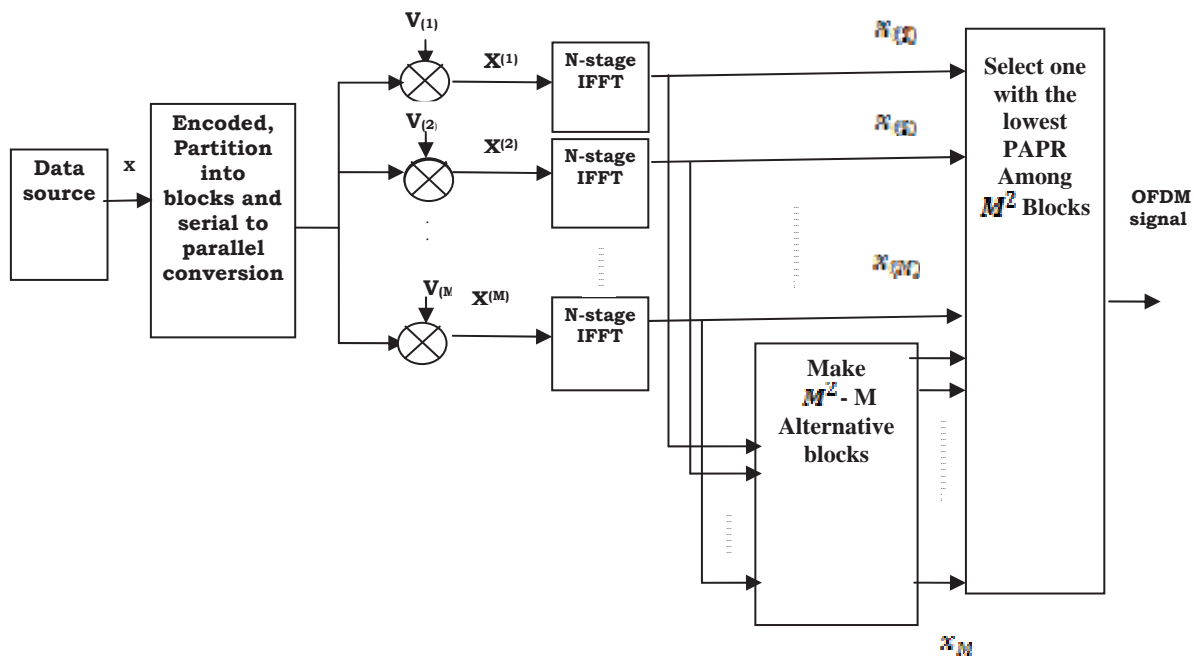 Data
source
x
Encoded,
Partition
into
blocks and
serial to
parallel
conversion
V(1)
X(1)
N-stage
IFFT
x(1)
V(2)
X(2)
N-stage
IFFT
V(M
X(M)
N-stage
IFFT
x(M)
Make
M2 - M
Alternative
blocks
xM
Select one
with the
lowest
PAPR
Among
M2 Blocks
OFDM
signal